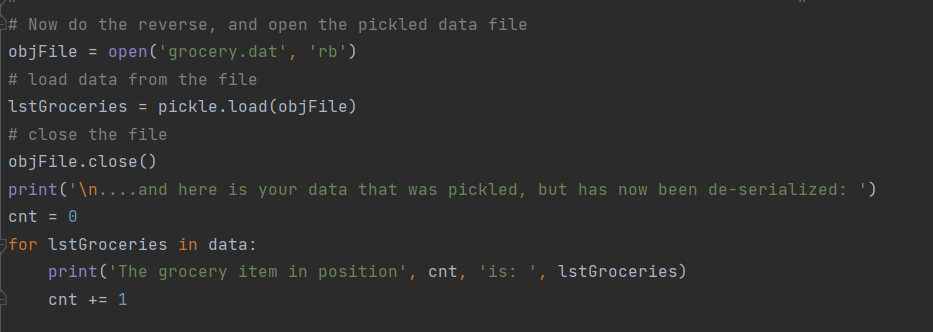 # Now do the reverse, and open the pickled data file
objFile = open('grocery.dat', 'rb')
# load data from the file
lstGroceries = pickle.load(objFile)
# close the file
objFile.close()
print('\n....and here is your data that was pickled, but has now been de-serialized: ')
cnt = 0
for lstGroceries in data:
    print('The grocery item in position', cnt, 'is: ', lstGroceries)
    cnt += 1